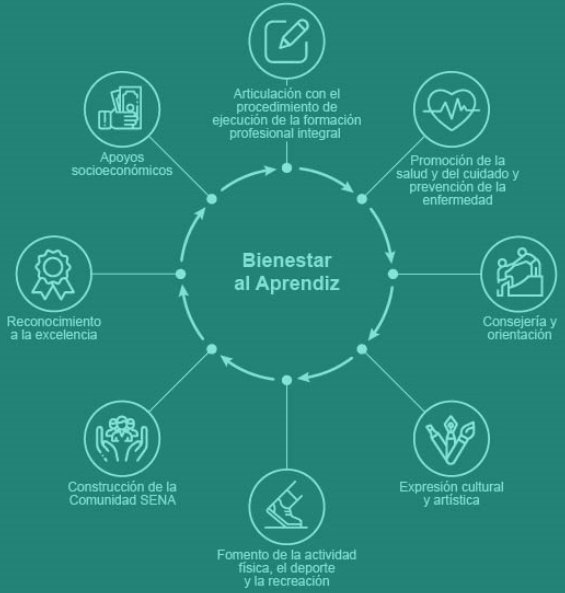 Articulación con el
procedimiento de
ejecución de la formación
profesional integral
Promoción de la
salud y del cuidado y
prevención de la
enfermedad
Consejería y
orientación
Expresión cultural
y artística
Fomento de la actividad
física, el deporte
y la recreación
Construcción de la
Comunidad SENA
Reconocimiento
a la excelencia
Apoyos
socioeconómicos
Bienestar
al Aprendiz